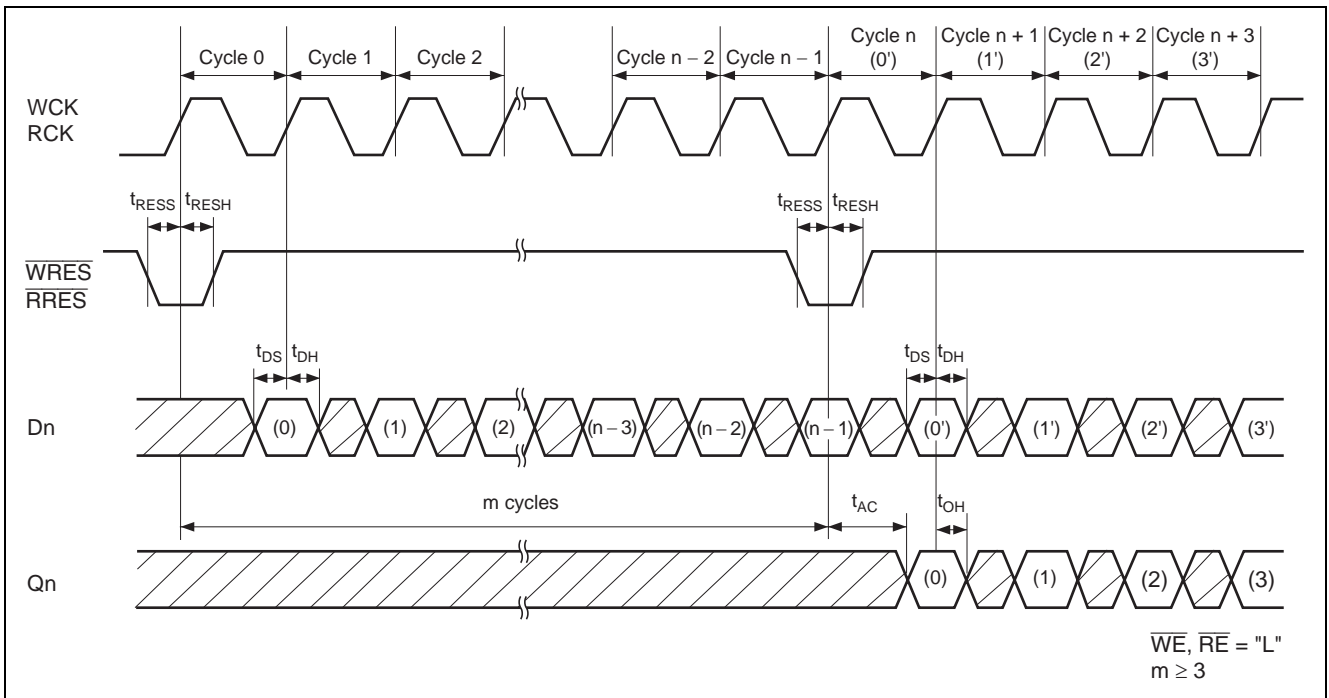 Cycle 0 Cycle 1 Cycle 2 Cycle n – 2 Cycle n – 1 Cycle n (0') Cycle n + 1 (1') Cycle n + 2 (2') Cycle n + 3 (3')
WCK
RCK
tRESS tRESH tRESS tRESH
WRES
RRES
tDS tDH tDS tDH
Dn (0) (1) (2) (n – 3) (n – 2) (n – 1) (0') (1') (2') (3')
m cycles tAC tOH
Qn (0) (1) (2) (3)
WE, RE = "L"
m ≥ 3